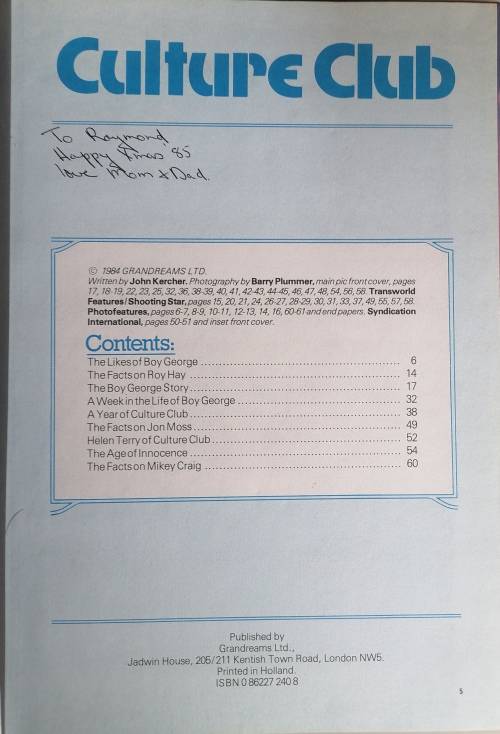 Culture Club
To Raymond
Happy Xmas '85
love Mom & Dad.
© 1984 GRANDREAMS LTD.
Written by John Kercher. Photography by Barry Plummer, main pic front cover, pages
17, 18-19, 22, 23, 25, 32, 36, 38-39, 40, 41, 42-43, 44-45, 46, 47, 48, 54, 56, 58. Transworld
Features/Shooting Star, pages 15, 20, 21, 24, 26-27, 28-29, 30, 31, 33, 37, 49, 55, 57, 58.
Photofeatures, pages 6-7, 8-9, 10-11, 12-13, 14, 16, 60-61 and end papers. Syndication
International, pages 50-51 and inset front cover.
Contents:
The Likes of Boy George ........ 6
The Facts on Roy Hay ........ 14
The Boy George Story ........ 17
A Week in the Life of Boy George ........ 32
A Year of Culture Club ........ 38
The Facts on Jon Moss ........ 49
Helen Terry of Culture Club ........ 52
The Age of Innocence ........ 54
The Facts on Mikey Craig ........ 60
Published by
Grandreams Ltd.,
Jadwin House, 205/211 Kentish Town Road, London NW5.
Printed in Holland.
ISBN 0 86227 240 8
5